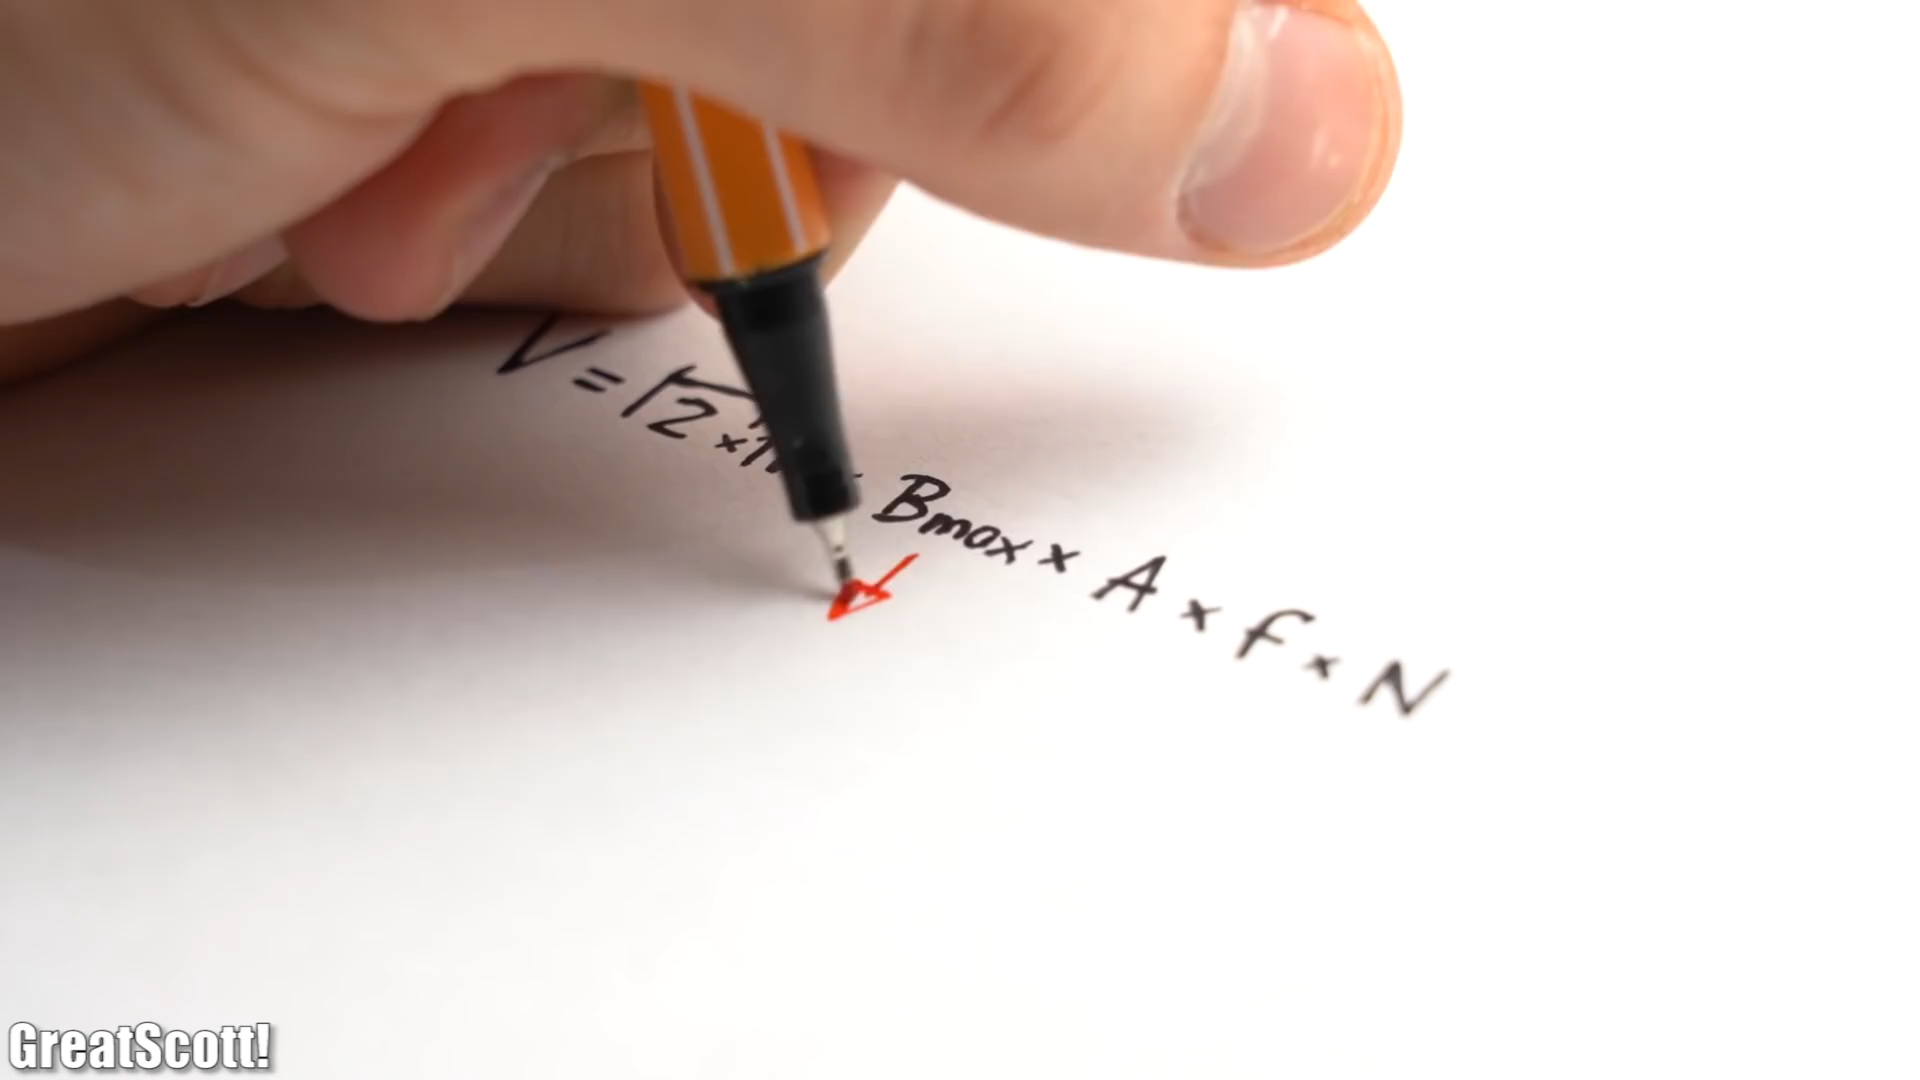 V = √2 × π × Bmax × A × f × N
GreatScott!